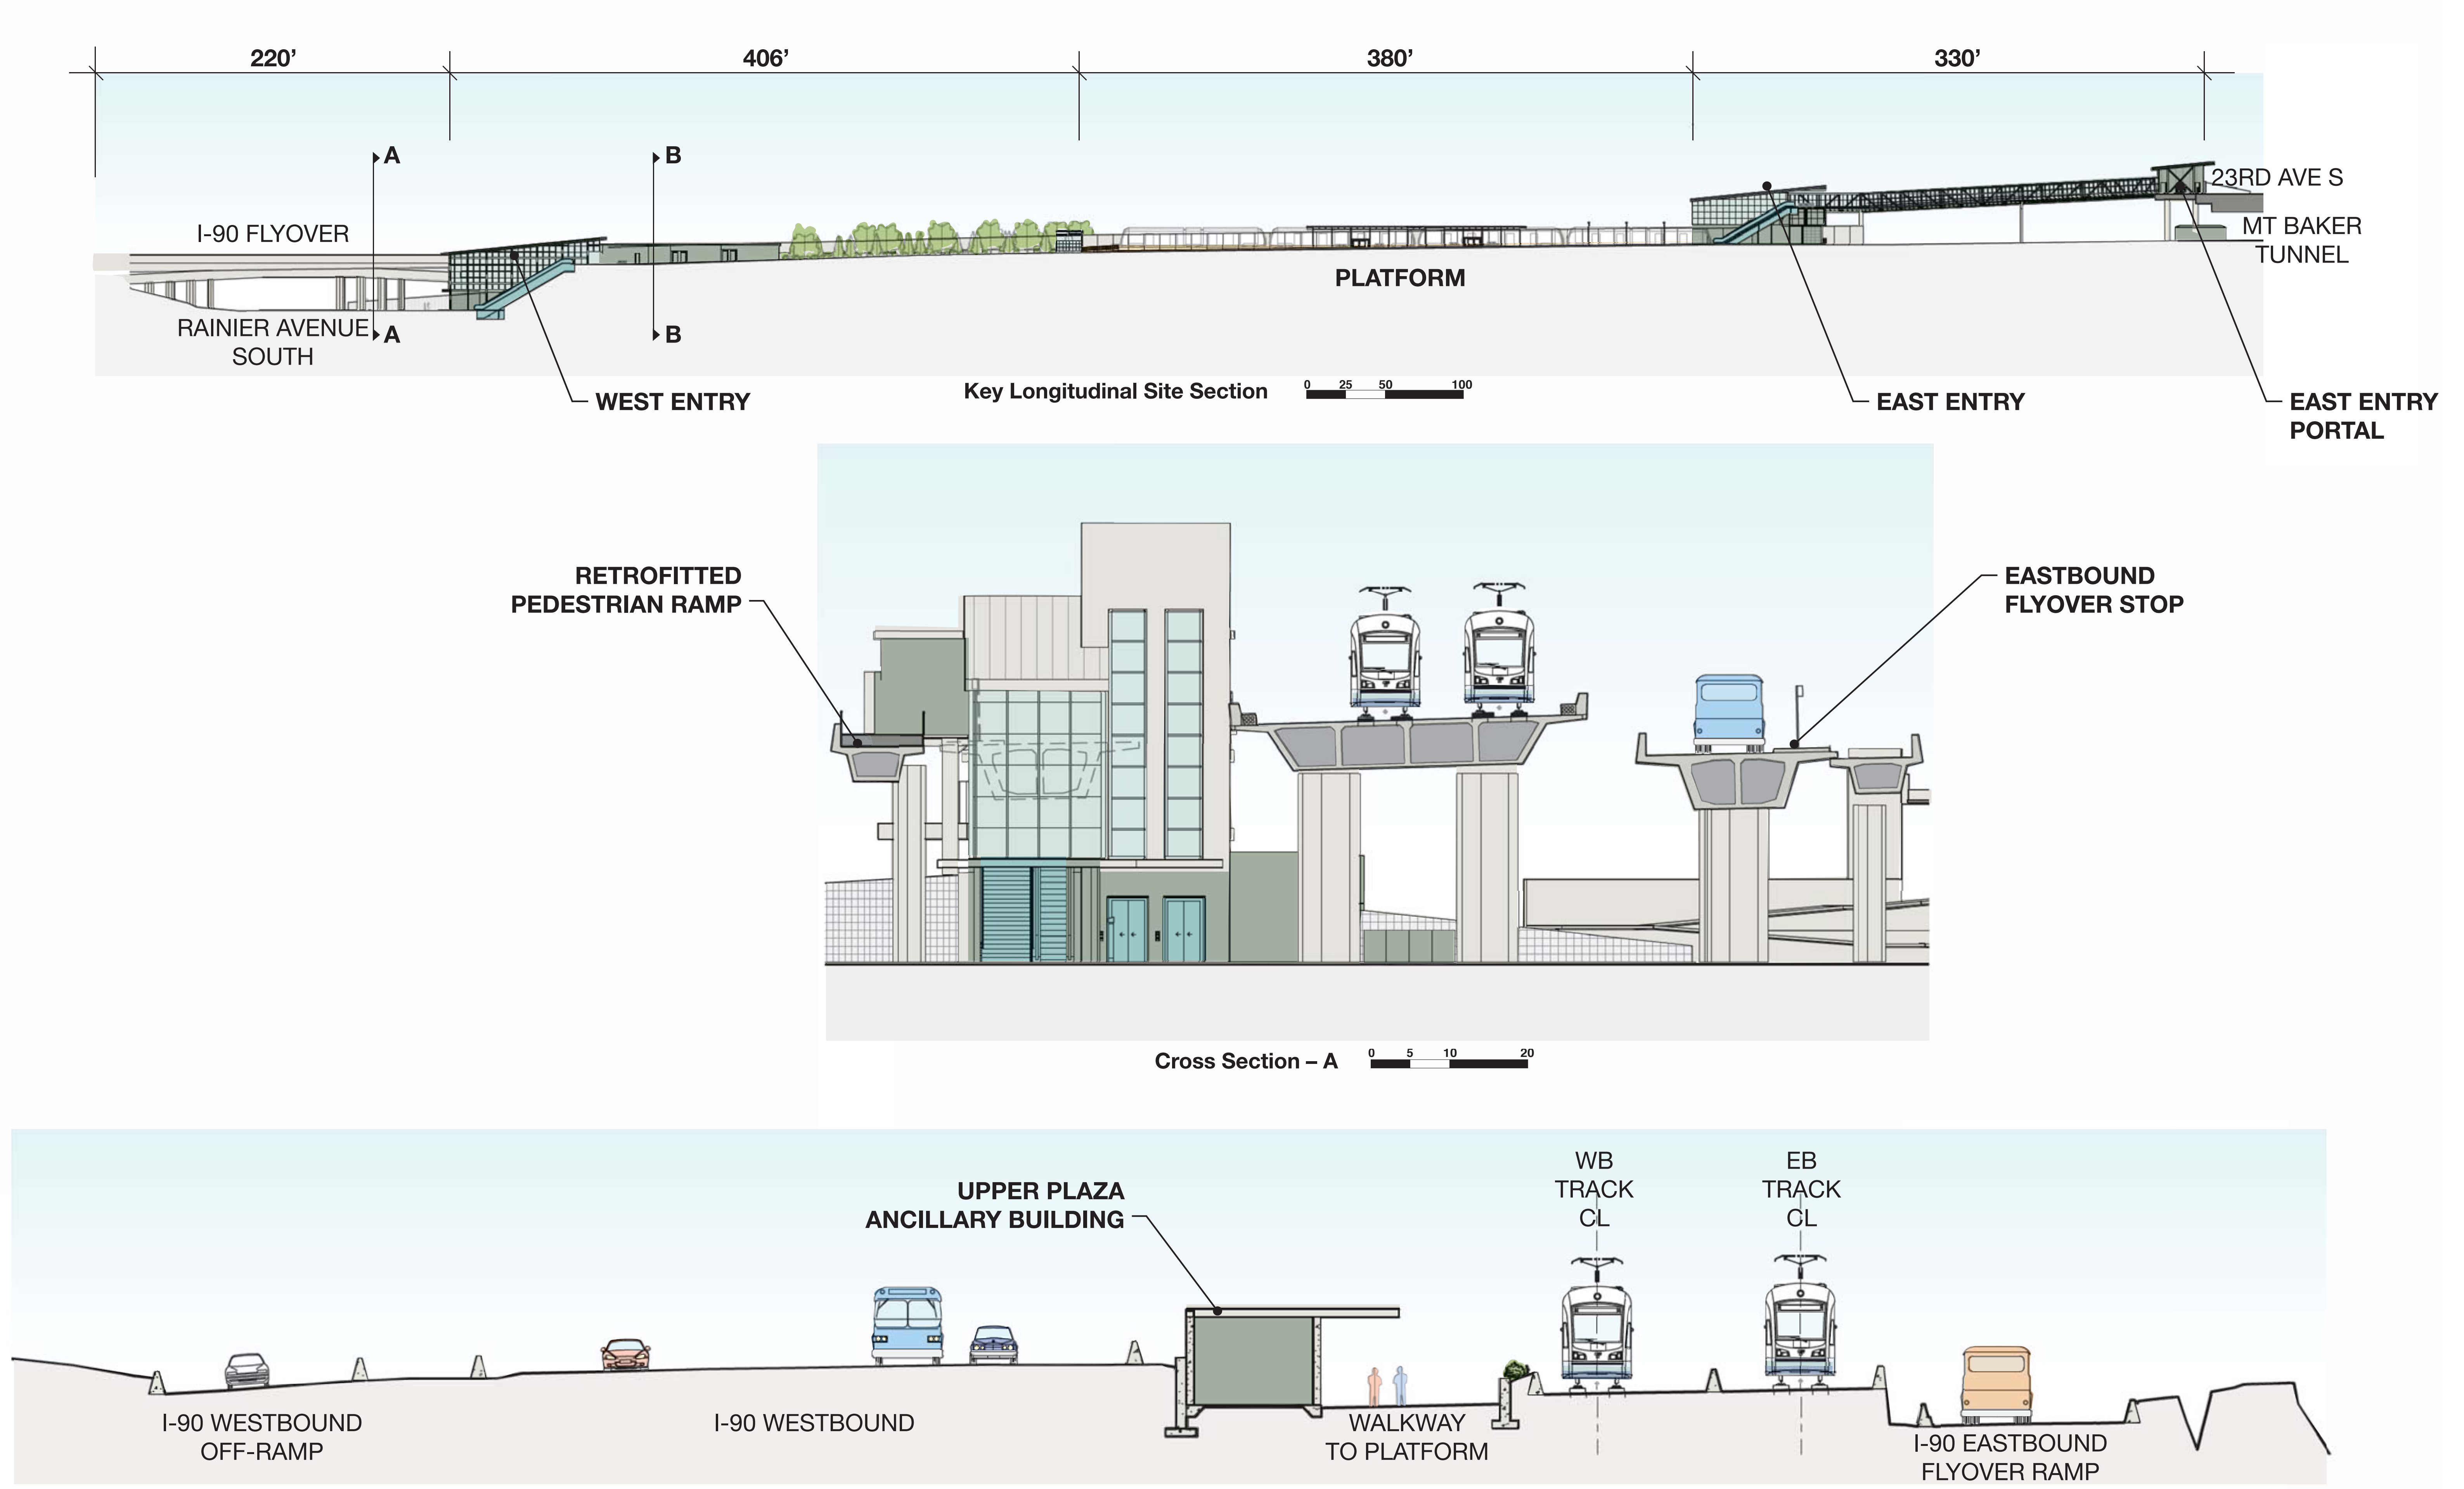 220’ 406’ 380’ 330’
A B
23RD AVE S
I-90 FLYOVER
MT BAKER
TUNNEL
PLATFORM
RAINIER AVENUE
SOUTH
A B
Key Longitudinal Site Section 0 25 50 100
WEST ENTRY
EAST ENTRY
EAST ENTRY
PORTAL
RETROFITTED
PEDESTRIAN RAMP
EASTBOUND
FLYOVER STOP
Cross Section – A 0 5 10 20
UPPER PLAZA
ANCILLARY BUILDING
WB
TRACK
CL
EB
TRACK
CL
I-90 WESTBOUND
OFF-RAMP
I-90 WESTBOUND
WALKWAY
TO PLATFORM
I-90 EASTBOUND
FLYOVER RAMP